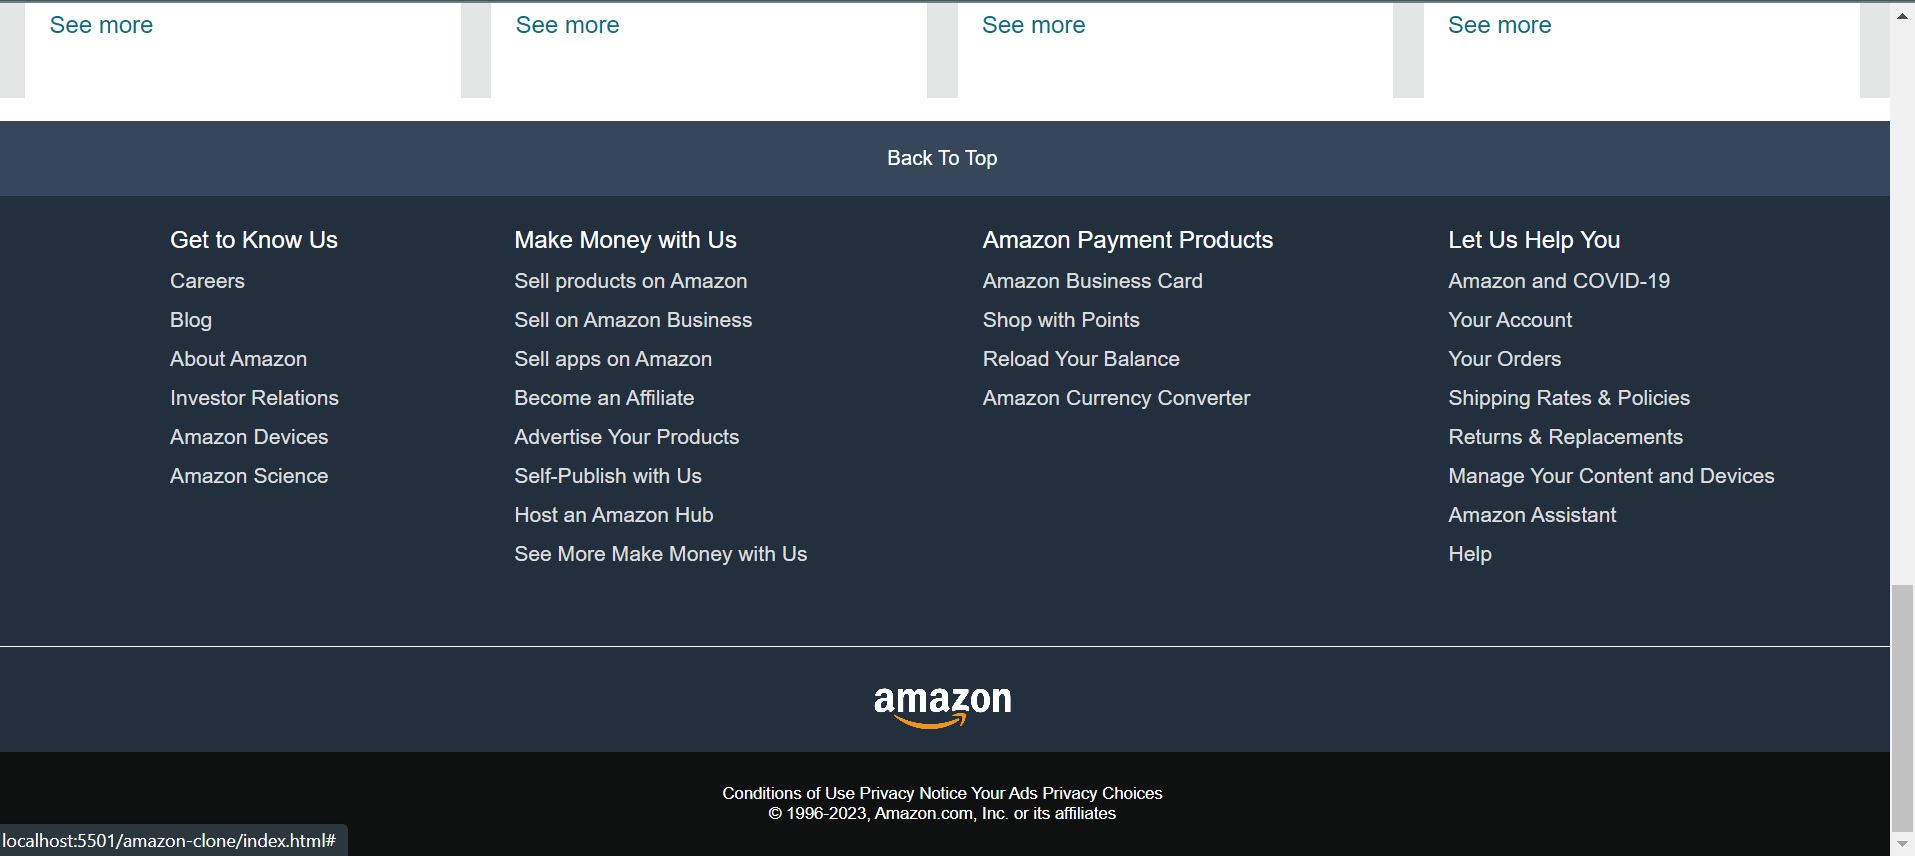 See more See more See more See more
Back To Top
Get to Know Us
Careers
Blog
About Amazon
Investor Relations
Amazon Devices
Amazon Science
Make Money with Us
Sell products on Amazon
Sell on Amazon Business
Sell apps on Amazon
Become an Affiliate
Advertise Your Products
Self-Publish with Us
Host an Amazon Hub
See More Make Money with Us
Amazon Payment Products
Amazon Business Card
Shop with Points
Reload Your Balance
Amazon Currency Converter
Let Us Help You
Amazon and COVID-19
Your Account
Your Orders
Shipping Rates & Policies
Returns & Replacements
Manage Your Content and Devices
Amazon Assistant
Help
amazon
Conditions of Use Privacy Notice Your Ads Privacy Choices
© 1996-2023, Amazon.com, Inc. or its affiliates
localhost:5501/amazon-clone/index.html#